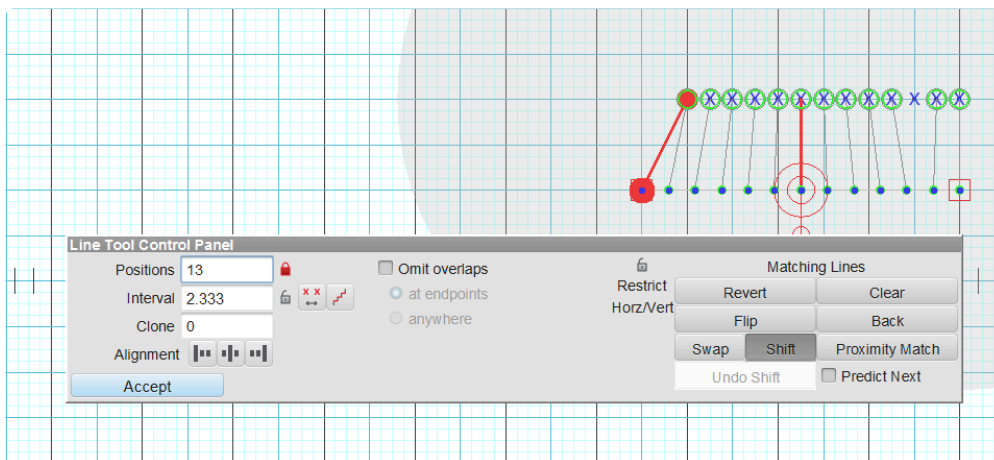 Line Tool Control Panel
Positions 13
Interval 2.333
Clone 0
Alignment
Accept
Omit overlaps
at endpoints
anywhere
Restrict
Horz/Vert
Matching Lines
Revert Clear
Flip Back
Swap Shift Proximity Match
Undo Shift Predict Next